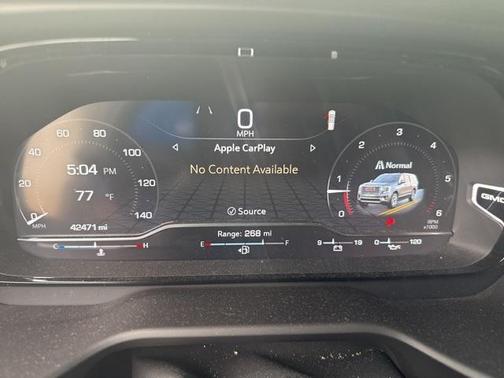 0
MPH
Apple CarPlay
No Content Available
Source
Range: 268 mi
0 20 40 60 80 100 120 140
5:04 PM
77 °F
MPH
42471 mi
C H
E F
9 19
0 120
0 1 2 3 4 5 6
Normal
RPM
x1000
GMC